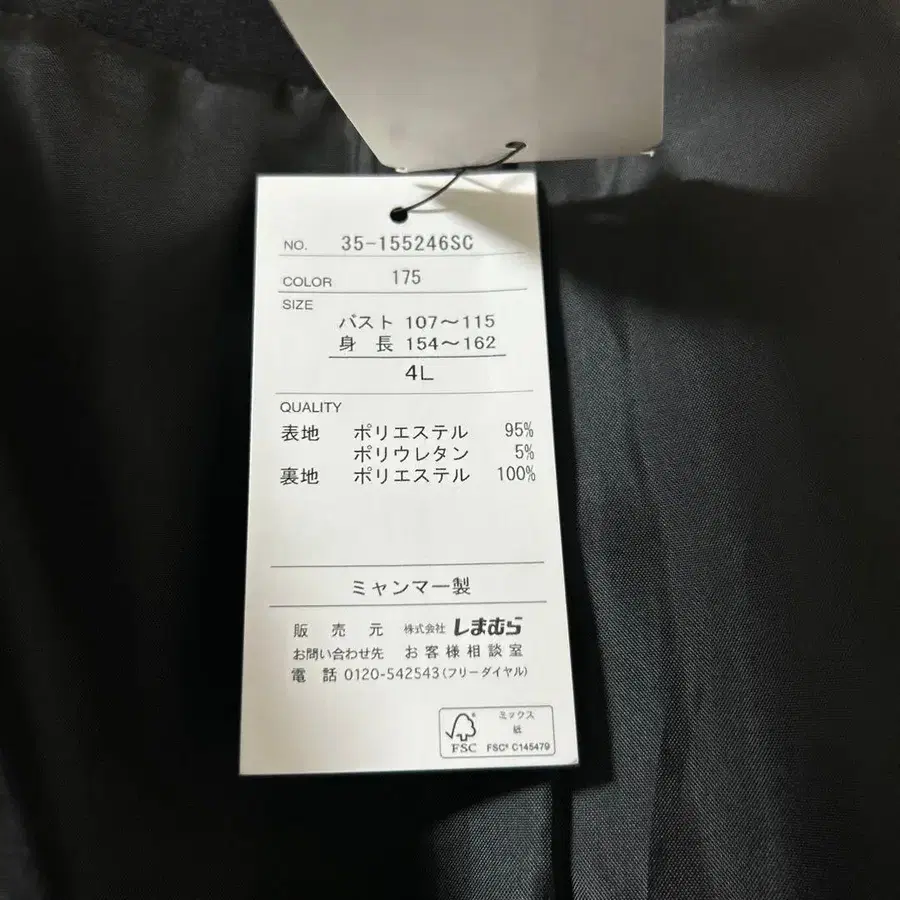 NO. 35-155246SC
COLOR 175
SIZE
バスト 107～115
身 長 154～162
4L
QUALITY
表地 ポリエステル 95%
ポリウレタン 5%
裏地 ポリエステル 100%
ミャンマー製
販 売 元 株式会社 しまむら
お問い合わせ先 お客様相談室
電 話 0120-542543(フリーダイヤル)
ミックス
紙
FSC® FSC® C145479